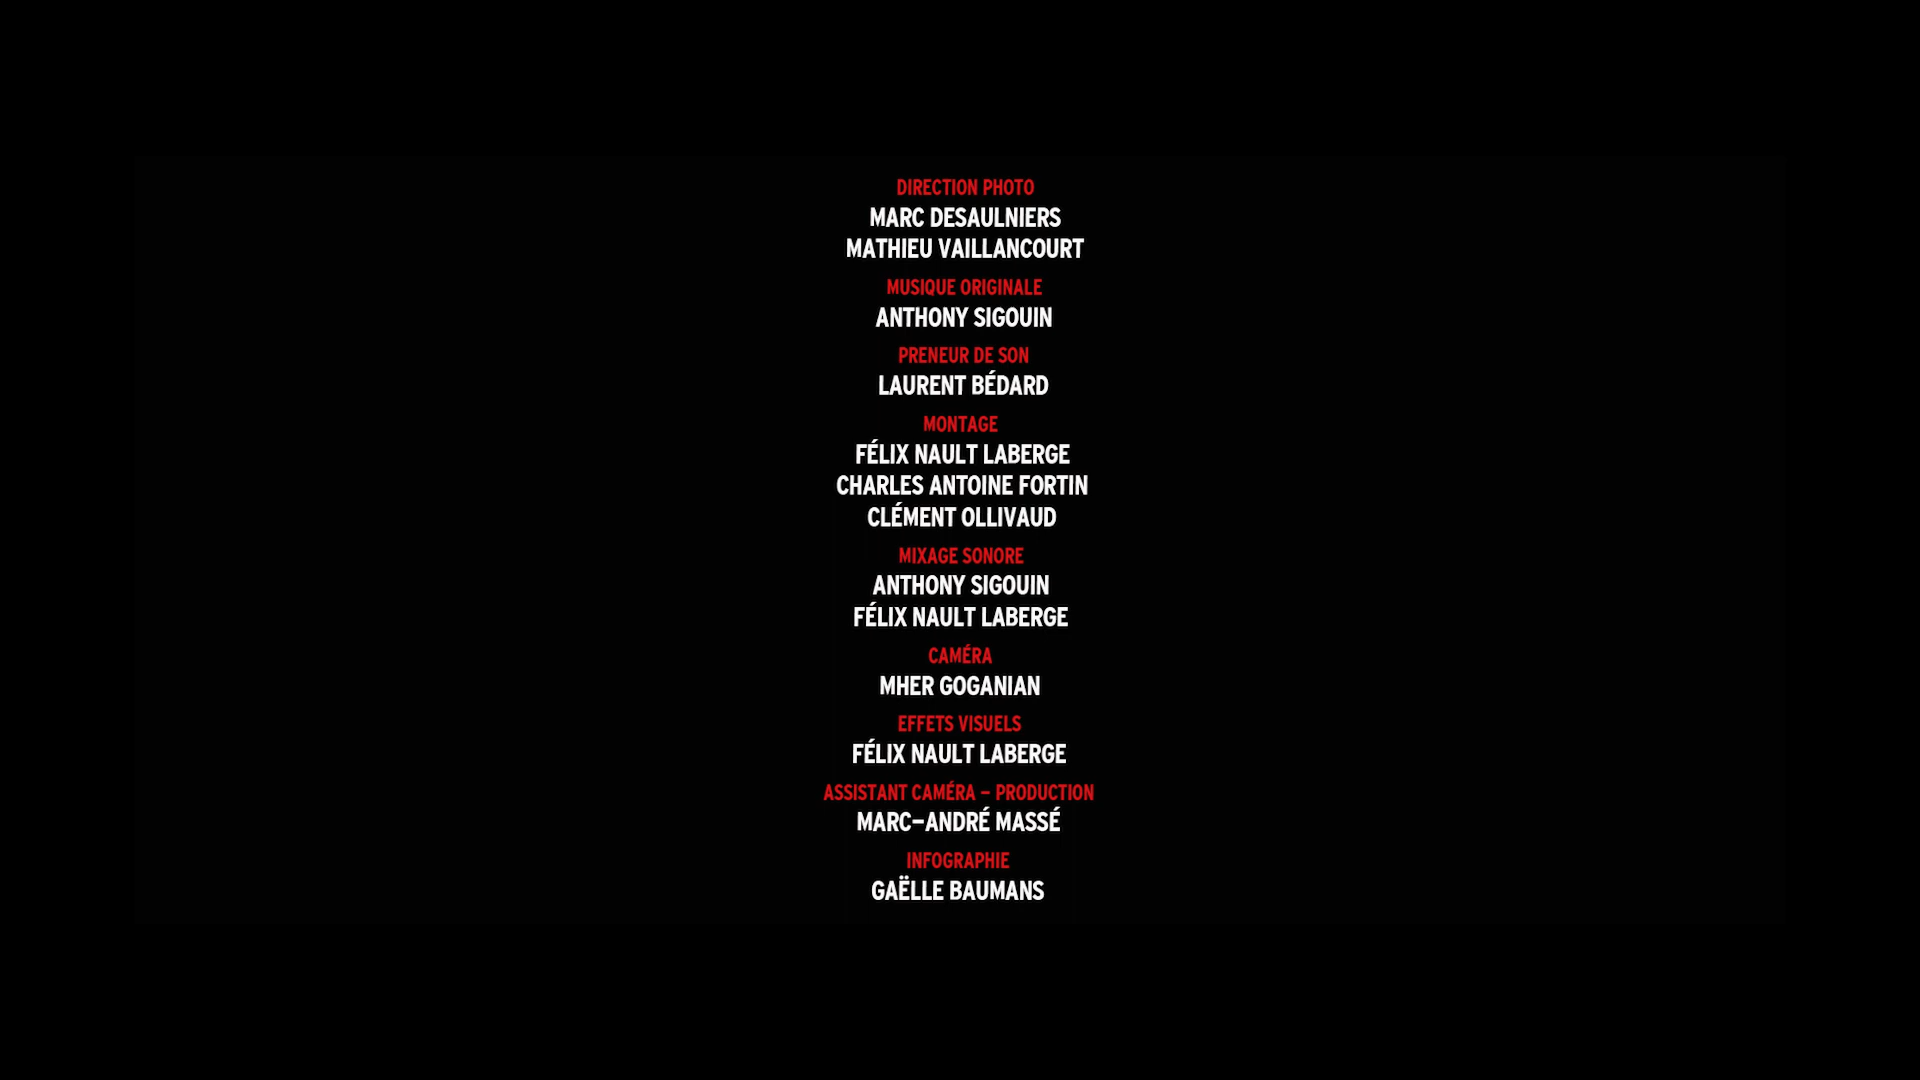 DIRECTION PHOTO
MARC DESAULNIERS
MATHIEU VAILLANCOURT
MUSIQUE ORIGINALE
ANTHONY SIGOUIN
PRENEUR DE SON
LAURENT BÉDARD
MONTAGE
FÉLIX NAULT LABERGE
CHARLES ANTOINE FORTIN
CLÉMENT OLLIVAUD
MIXAGE SONORE
ANTHONY SIGOUIN
FÉLIX NAULT LABERGE
CAMÉRA
MHER GOGANIAN
EFFETS VISUELS
FÉLIX NAULT LABERGE
ASSISTANT CAMÉRA - PRODUCTION
MARC-ANDRÉ MASSÉ
INFOGRAPHIE
GAËLLE BAUMANS